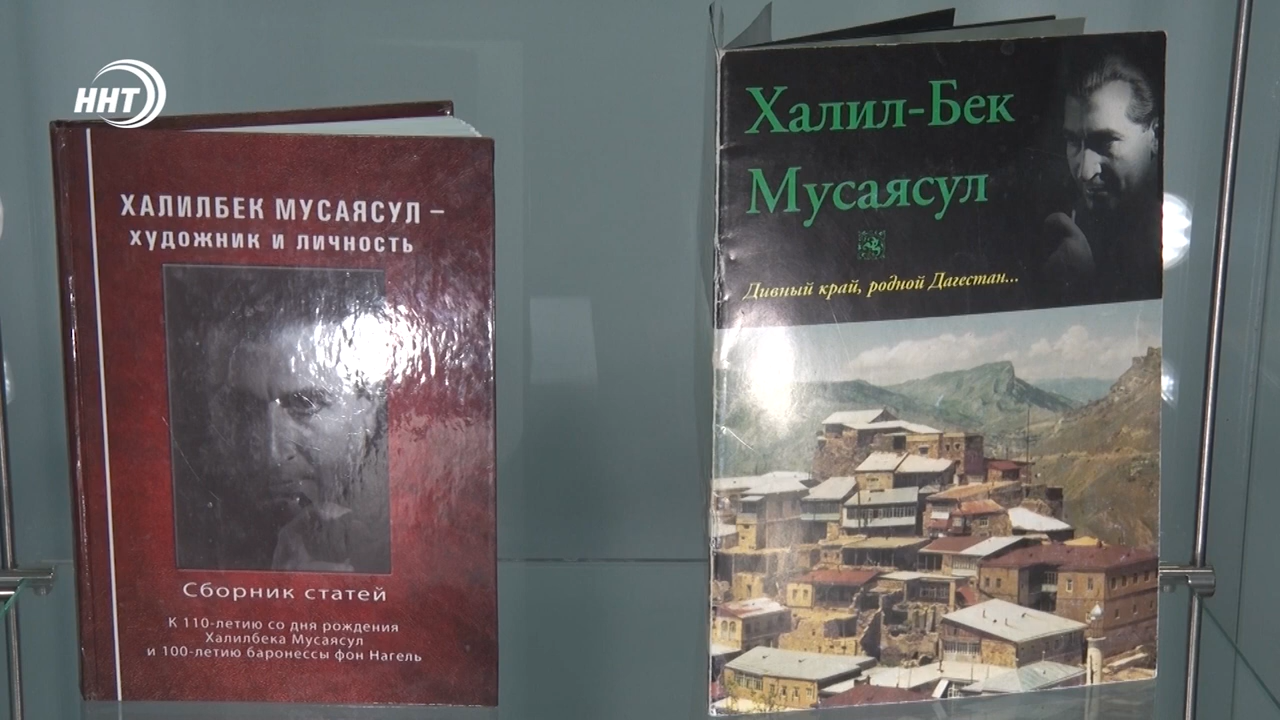 ННТ
ХАЛИЛБЕК МУСАЯСУЛ –
ХУДОЖНИК И ЛИЧНОСТЬ
Сборник статей
К 110-летию со дня рождения
Халилбека Мусаясул
и 100-летию баронессы фон Нагель
Халил-Бек
Мусаясул
Дивный край, родной Дагестан...